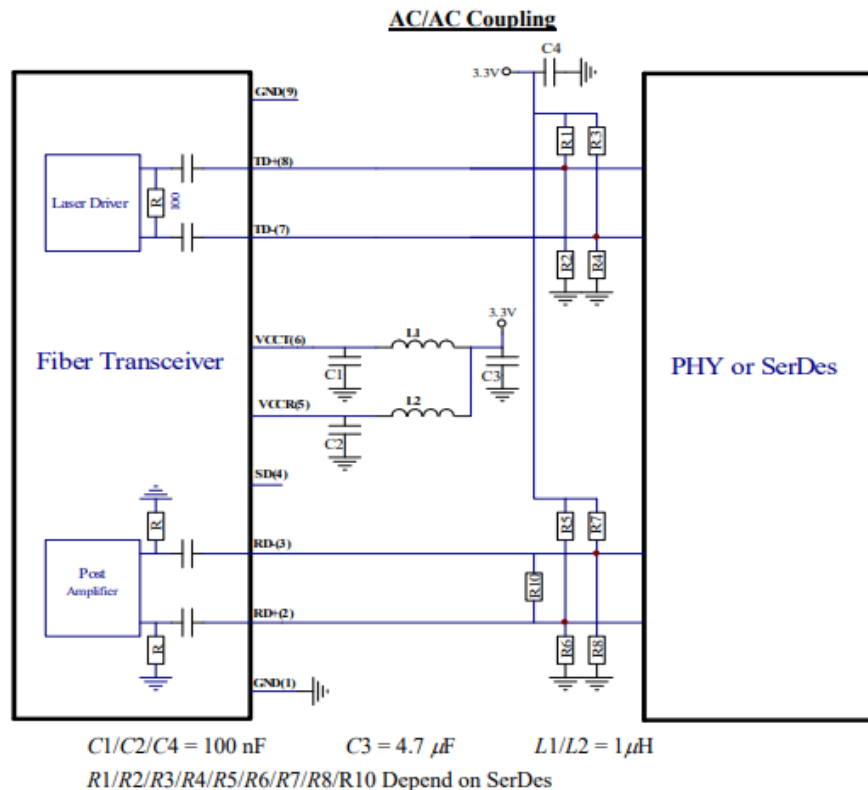 AC/AC Coupling
C4
3.3V
GND(9)
R1
R3
TD+(8)
Laser Driver
R
100
TD-(7)
R2
R4
3.3V
L1
VCCT(6)
Fiber Transceiver
C1
C3
PHY or SerDes
L2
VCCR(5)
C2
SD(4)
R
R5
R7
RD-(3)
Post
Amplifier
R10
RD+(2)
R
R6
R8
GND(1)
C1/C2/C4 = 100 nF C3 = 4.7 μF L1/L2 = 1μH
R1/R2/R3/R4/R5/R6/R7/R8/R10 Depend on SerDes